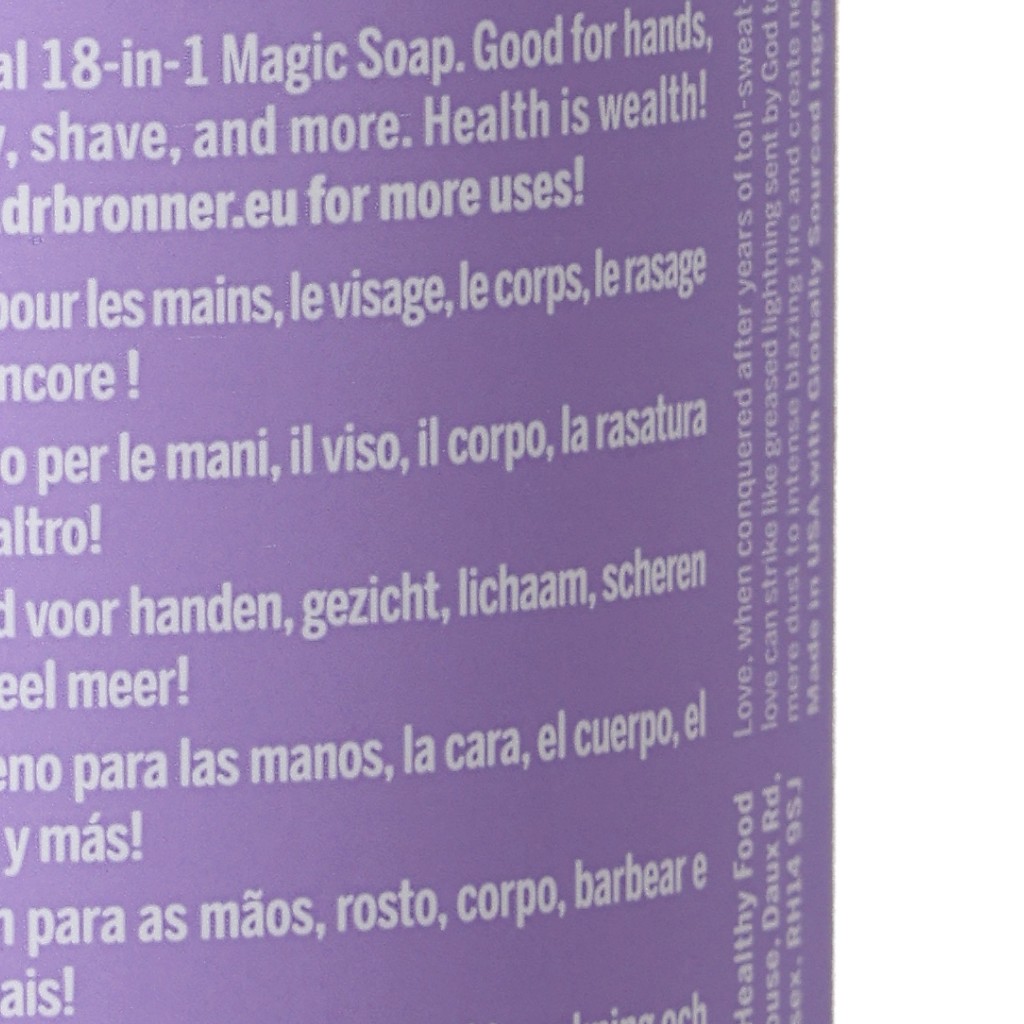 al 18-in-1 Magic Soap. Good for hands,
y, shave, and more. Health is wealth!
.drbronner.eu for more uses!
pour les mains, le visage, le corps, le rasage
ncore !
o per le mani, il viso, il corpo, la rasatura
altro!
d voor handen, gezicht, lichaam, scheren
eel meer!
eno para las manos, la cara, el cuerpo, el
y más!
n para as mãos, rosto, corpo, barbear e
ais!
och
Love, when conquered after years of toil-sweat-
love can strike like greased lightning sent by God t
mere dust to intense blazing fire and create ne
Made in USA with Globally Sourced Ingre
Healthy Food
ouse, Daux Rd.
sex, RH14 9SJ